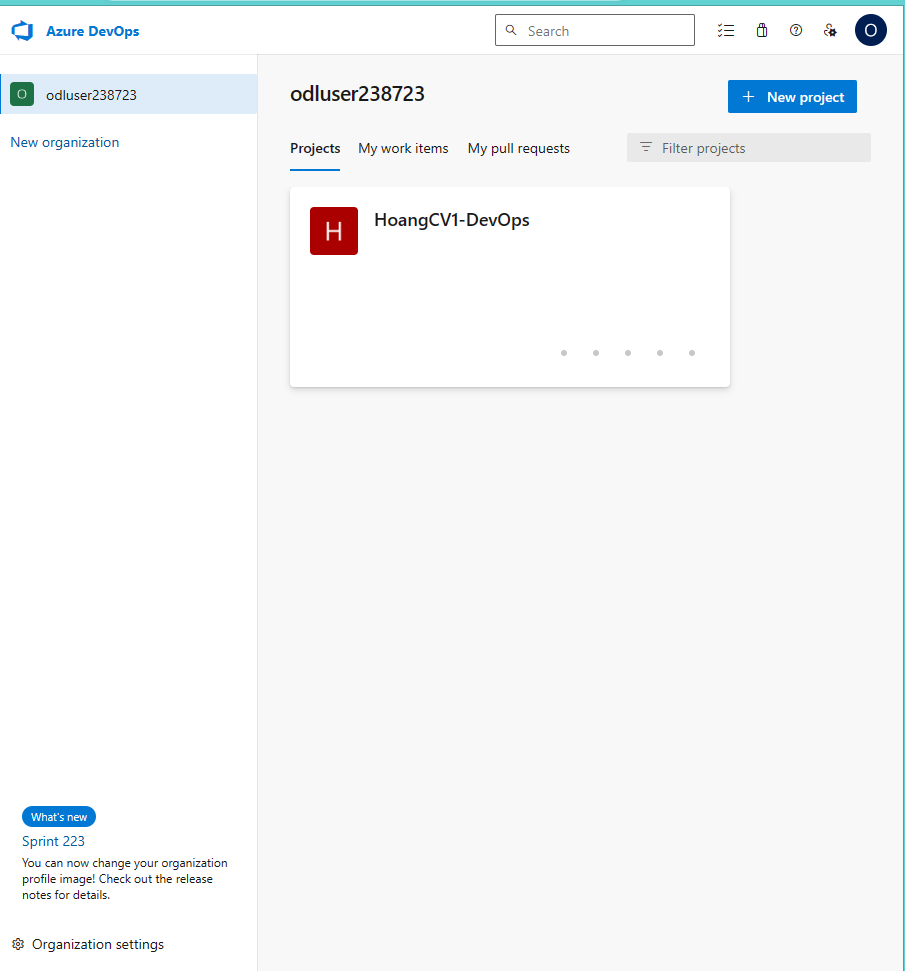 Azure DevOps
Search
O
O odluser238723
New organization
odluser238723
New project
Projects My work items My pull requests
Filter projects
H
HoangCV1-DevOps
What's new
Sprint 223
You can now change your organization
profile image! Check out the release
notes for details.
Organization settings